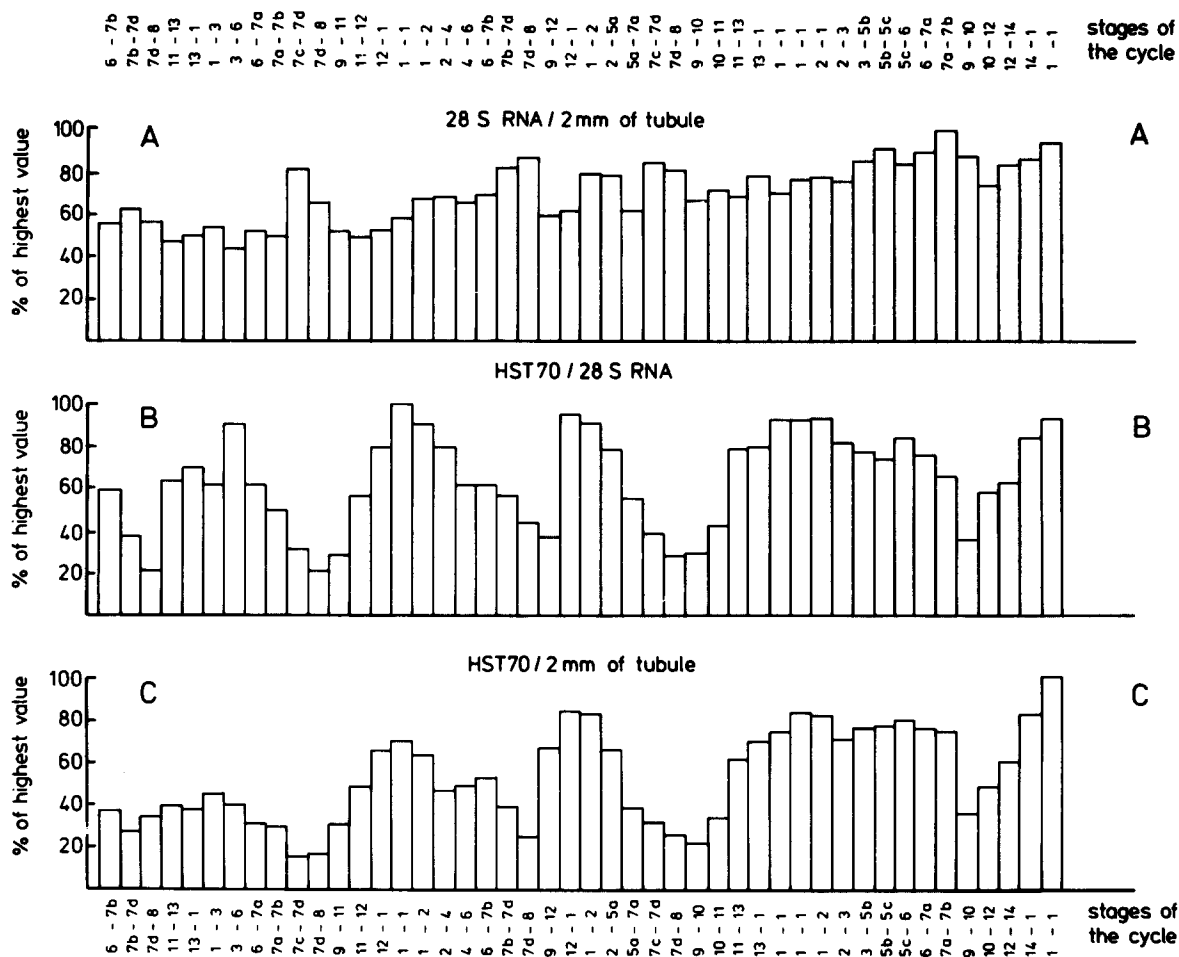 6 - 7b
7b - 7d
7d - 8
11 - 13
13 - 1
1 - 3
3 - 6
6 - 7a
7a - 7b
7c - 7d
7d - 8
9 - 11
11 - 12
12 - 1
1 - 1
1 - 2
2 - 4
4 - 6
6 - 7b
7b - 7d
7d - 8
9 - 12
12 - 1
1 - 2
2 - 5a
5a - 7a
7c - 7d
7d - 8
9 - 10
10 - 11
11 - 13
13 - 1
1 - 1
1 - 1
2 - 1
2 - 3
3 - 5b
5b - 5c
5c - 6
6 - 7a
7a - 7b
9 - 10
10 - 12
12 - 14
14 - 1
1 - 1
stages of
the cycle
28 S RNA / 2 mm of tubule
A
A
% of highest value
100
80
60
40
20
HST70 / 28 S RNA
B
B
% of highest value
100
80
60
40
20
HST70 / 2 mm of tubule
C
C
% of highest value
100
80
60
40
20
6 - 7b
7b - 7d
7d - 8
11 - 13
13 - 1
1 - 3
3 - 6
6 - 7a
7a - 7b
7c - 7d
7d - 8
9 - 11
11 - 12
12 - 1
1 - 1
1 - 2
2 - 4
4 - 6
6 - 7b
7b - 7d
7d - 8
9 - 12
12 - 1
1 - 2
2 - 5a
5a - 7a
7c - 7d
7d - 8
9 - 10
10 - 11
11 - 13
13 - 1
1 - 1
1 - 1
1 - 2
2 - 3
3 - 5b
5b - 5c
5c - 6
6 - 7a
7a - 7b
9 - 10
10 - 12
12 - 14
14 - 1
1 - 1
stages of
the cycle